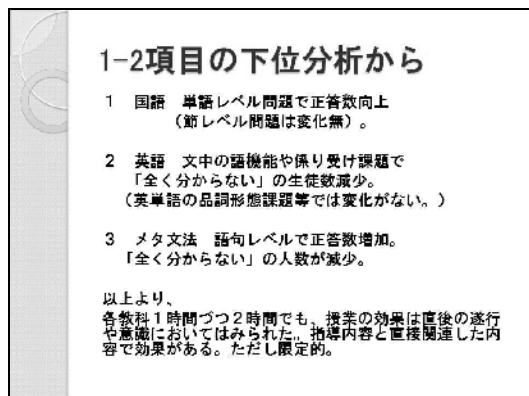 1-2項目の下位分析から
1 国語 単語レベル問題で正答数向上
(節レベル問題は変化無)。
2 英語 文中の語機能や係り受け課題で
「全く分からない」の生徒数減少。
(英単語の品詞形態課題等では変化がない。)
3 メタ文法 語句レベルで正答数増加。
「全く分からない」の人数が減少。
以上より、
各教科1時間づつ2時間でも、授業の効果は直後の遂行
や意識においてはみられた。指導内容と直接関連した内
容で効果がある。ただし限定的。